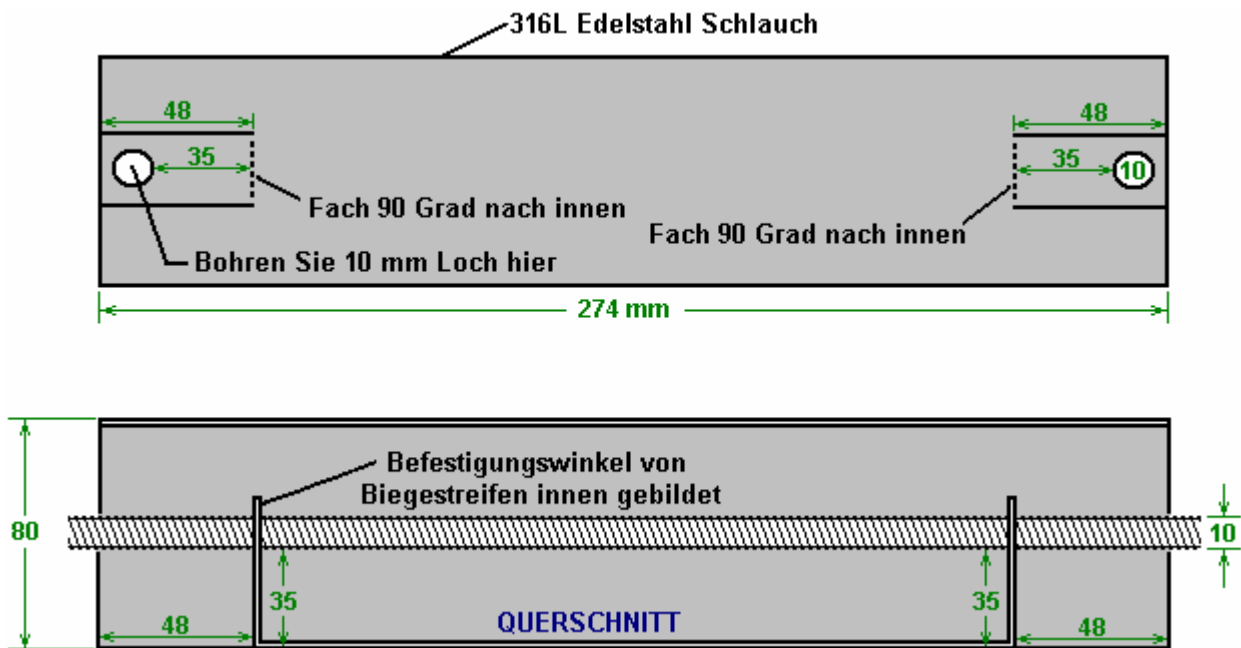 316L Edelstahl Schlauch
48
48
35
35
10
Fach 90 Grad nach innen
Fach 90 Grad nach innen
Bohren Sie 10 mm Loch hier
274 mm
Befestigungswinkel von
Biegestreifen innen gebildet
80
10
35
35
48
QUERSCHNITT
48